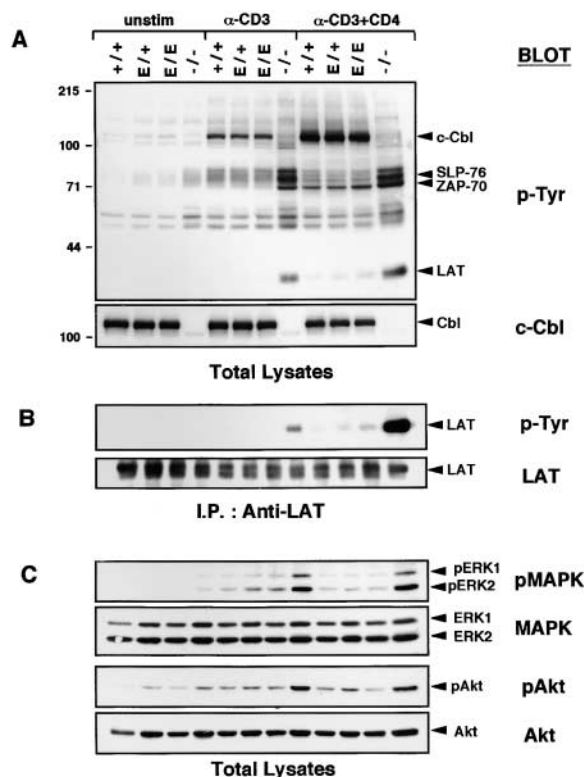 unstim α-CD3 α-CD3+CD4
A +/+ E/+ E/E -/- +/+ E/+ E/E -/- +/+ E/+ E/E -/- BLOT
215
100 c-Cbl
SLP-76
71 ZAP-70 p-Tyr
44
LAT
Cbl c-Cbl
100
Total Lysates
B LAT p-Tyr
LAT LAT
I.P. : Anti-LAT
C pERK1
pERK2 pMAPK
ERK1
ERK2 MAPK
pAkt pAkt
Akt Akt
Total Lysates